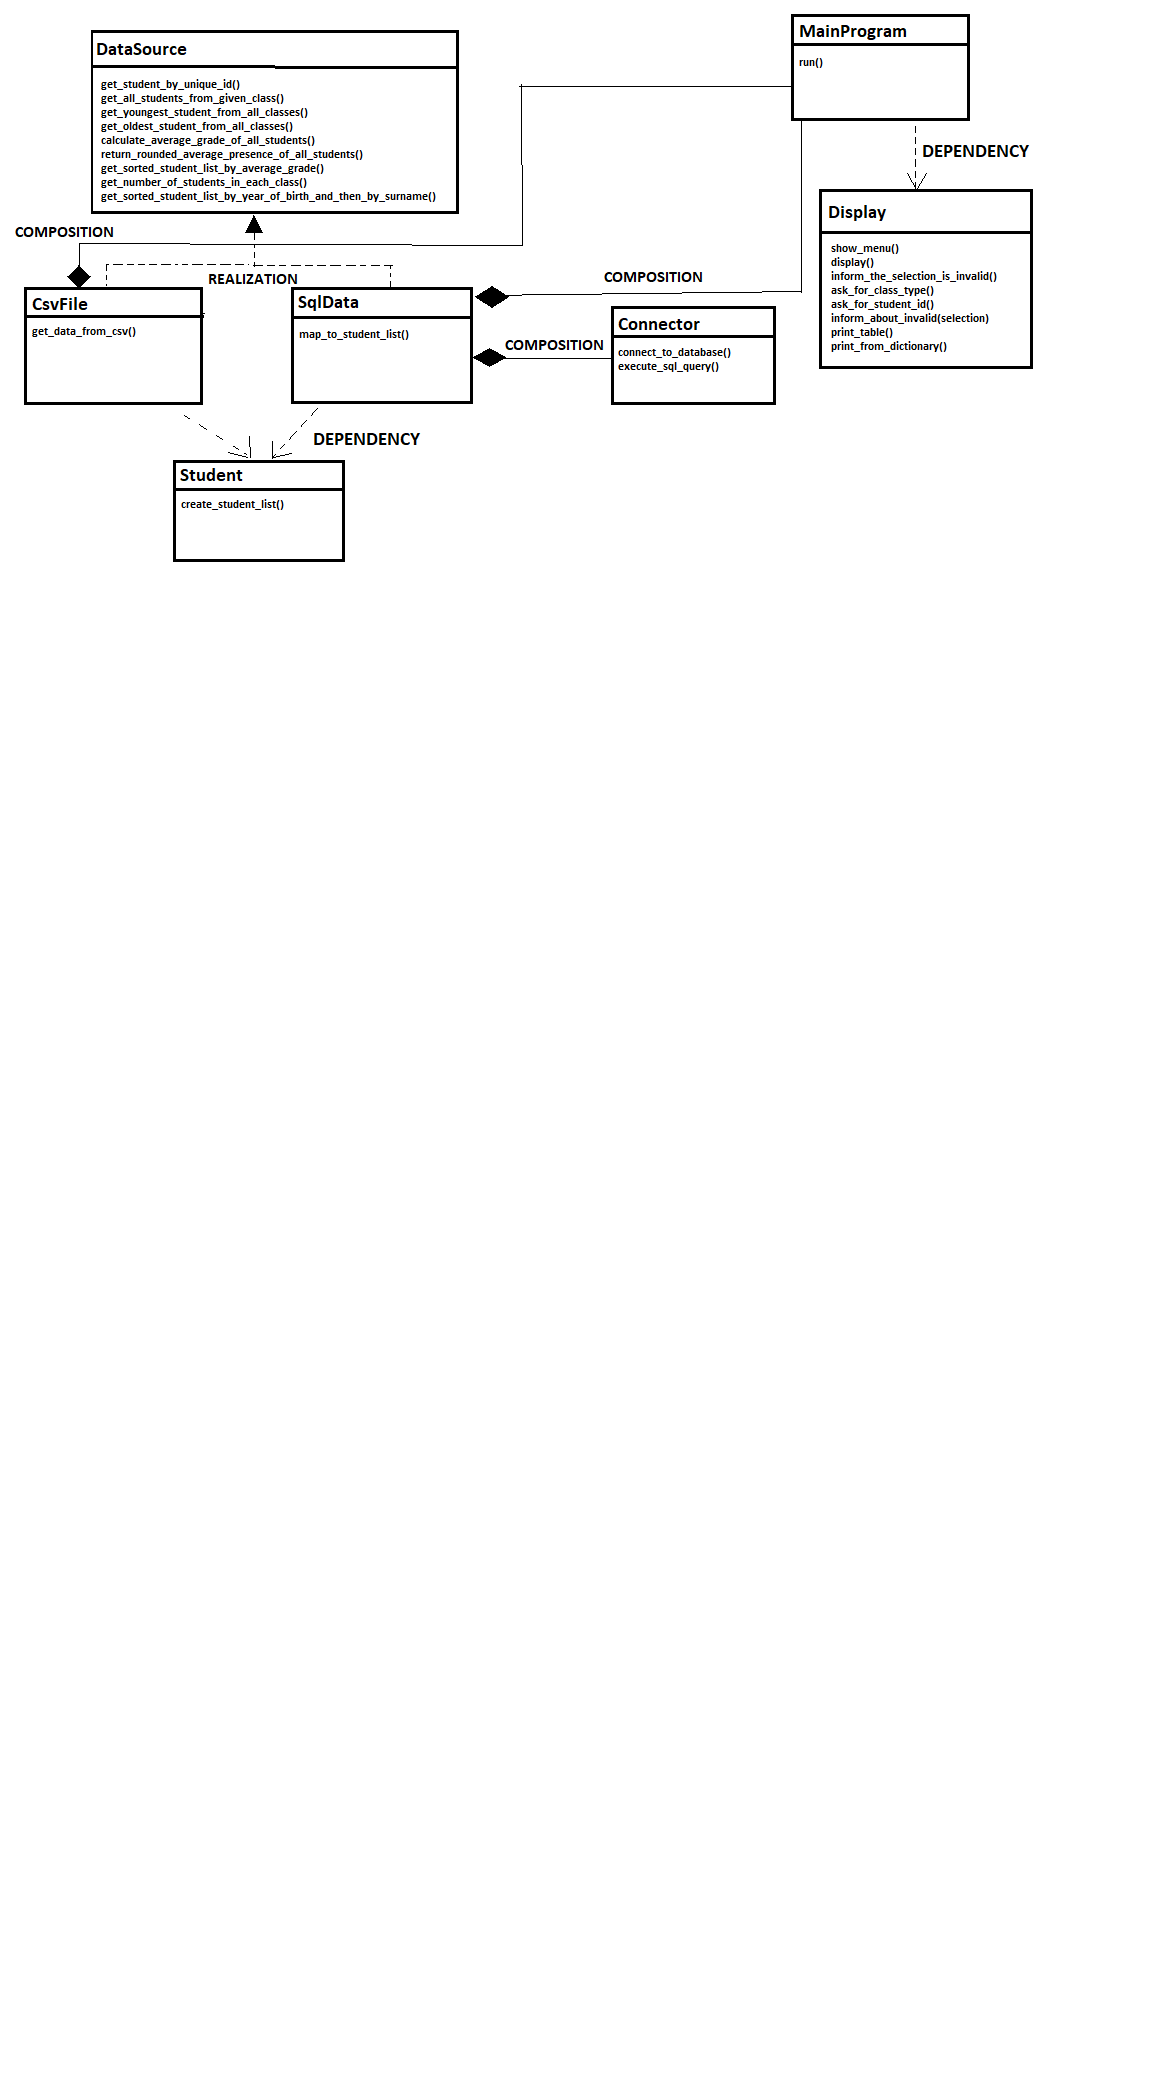 DataSource
get_student_by_unique_id()
get_all_students_from_given_class()
get_youngest_student_from_all_classes()
get_oldest_student_from_all_classes()
calculate_average_grade_of_all_students()
return_rounded_average_presence_of_all_students()
get_sorted_student_list_by_average_grade()
get_number_of_students_in_each_class()
get_sorted_student_list_by_year_of_birth_and_then_by_surname()
MainProgram
run()
DEPENDENCY
Display
show_menu()
display()
inform_the_selection_is_invalid()
ask_for_class_type()
ask_for_student_id()
inform_about_invalid(selection)
print_table()
print_from_dictionary()
COMPOSITION
REALIZATION
COMPOSITION
CsvFile
get_data_from_csv()
SqlData
map_to_student_list()
COMPOSITION
Connector
connect_to_database()
execute_sql_query()
DEPENDENCY
Student
create_student_list()